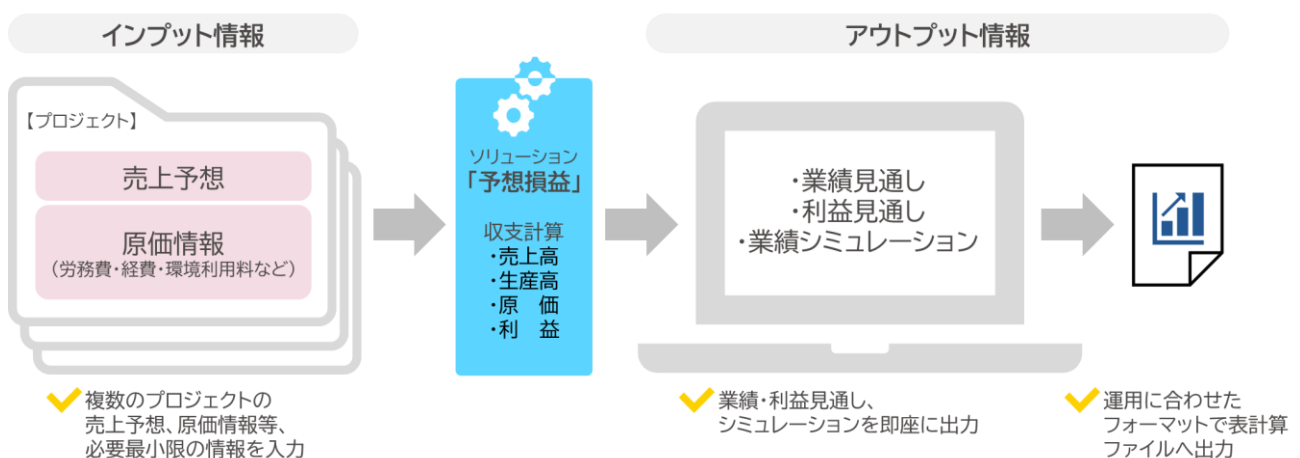 インプット情報
アウトプット情報
【プロジェクト】
売上予想
原価情報
（労務費・経費・環境利用料など）
ソリューション
「予想損益」
収支計算
・売上高
・生産高
・原　価
・利　益
・業績見通し
・利益見通し
・業績シミュレーション
複数のプロジェクトの
売上予想、原価情報等、
必要最小限の情報を入力
業績・利益見通し、
シミュレーションを即座に出力
運用に合わせた
フォーマットで表計算
ファイルへ出力